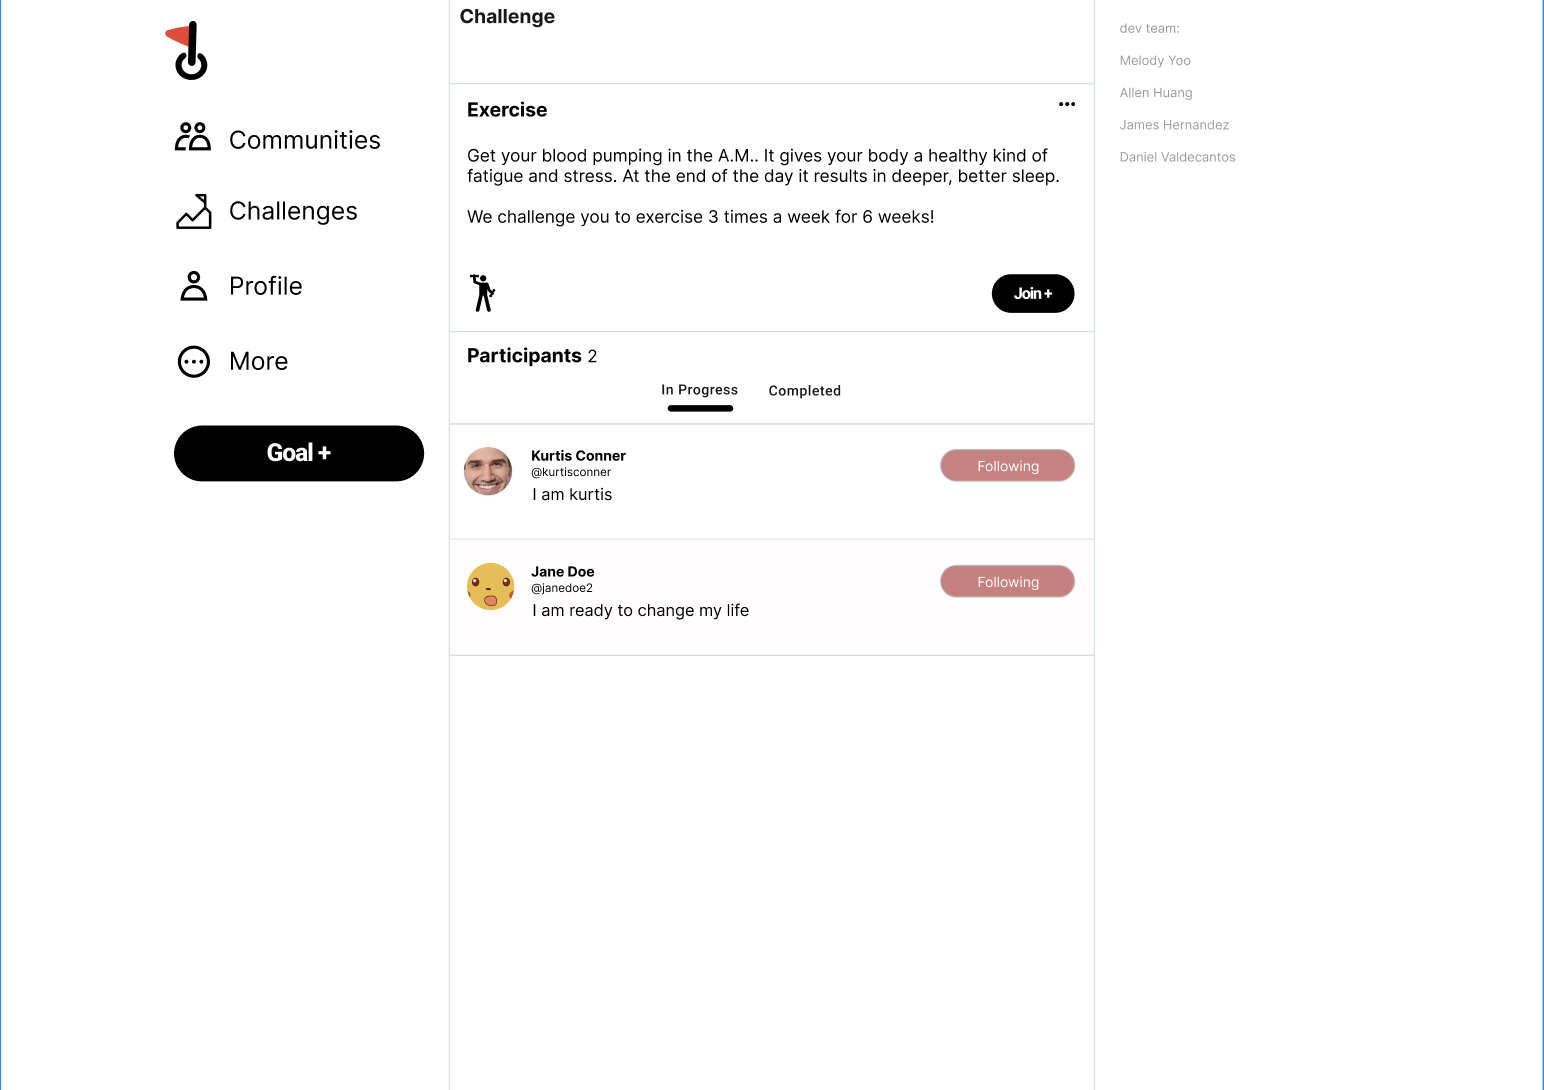 Communities
Challenges
Profile
More
Goal +
Challenge
Exercise
Get your blood pumping in the A.M.. It gives your body a healthy kind of
fatigue and stress. At the end of the day it results in deeper, better sleep.
We challenge you to exercise 3 times a week for 6 weeks!
Join +
Participants 2
In Progress
Completed
Kurtis Conner
@kurtisconner
I am kurtis
Following
Jane Doe
@janedoe2
I am ready to change my life
Following
dev team:
Melody Yoo
Allen Huang
James Hernandez
Daniel Valdecantos